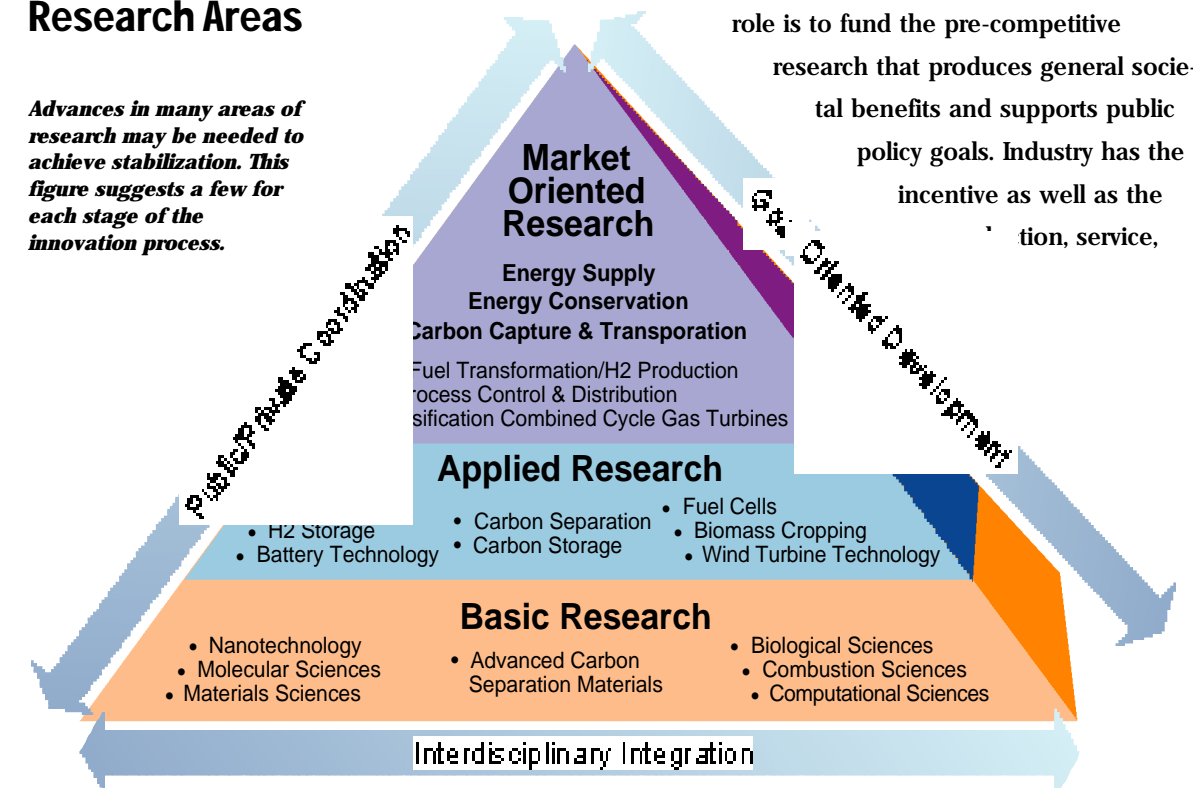 Research Areas
Advances in many areas of
research may be needed to
achieve stabilization. This
figure suggests a few for
each stage of the
innovation process.
role is to fund the pre-competitive
research that produces general socie-
tal benefits and supports public
policy goals. Industry has the
incentive as well as the
tion, service,
Market
Oriented
Research
Energy Supply
Energy Conservation
Carbon Capture & Transporation
Fuel Transformation/H2 Production
rocess Control & Distribution
sification Combined Cycle Gas Turbines
Public/Private Coordination
Oriented Development
Applied Research
• H2 Storage
• Battery Technology
• Carbon Separation
• Carbon Storage
• Fuel Cells
• Biomass Cropping
• Wind Turbine Technology
Basic Research
• Nanotechnology
• Molecular Sciences
• Materials Sciences
• Advanced Carbon
Separation Materials
• Biological Sciences
• Combustion Sciences
• Computational Sciences
Interdisciplinary Integration